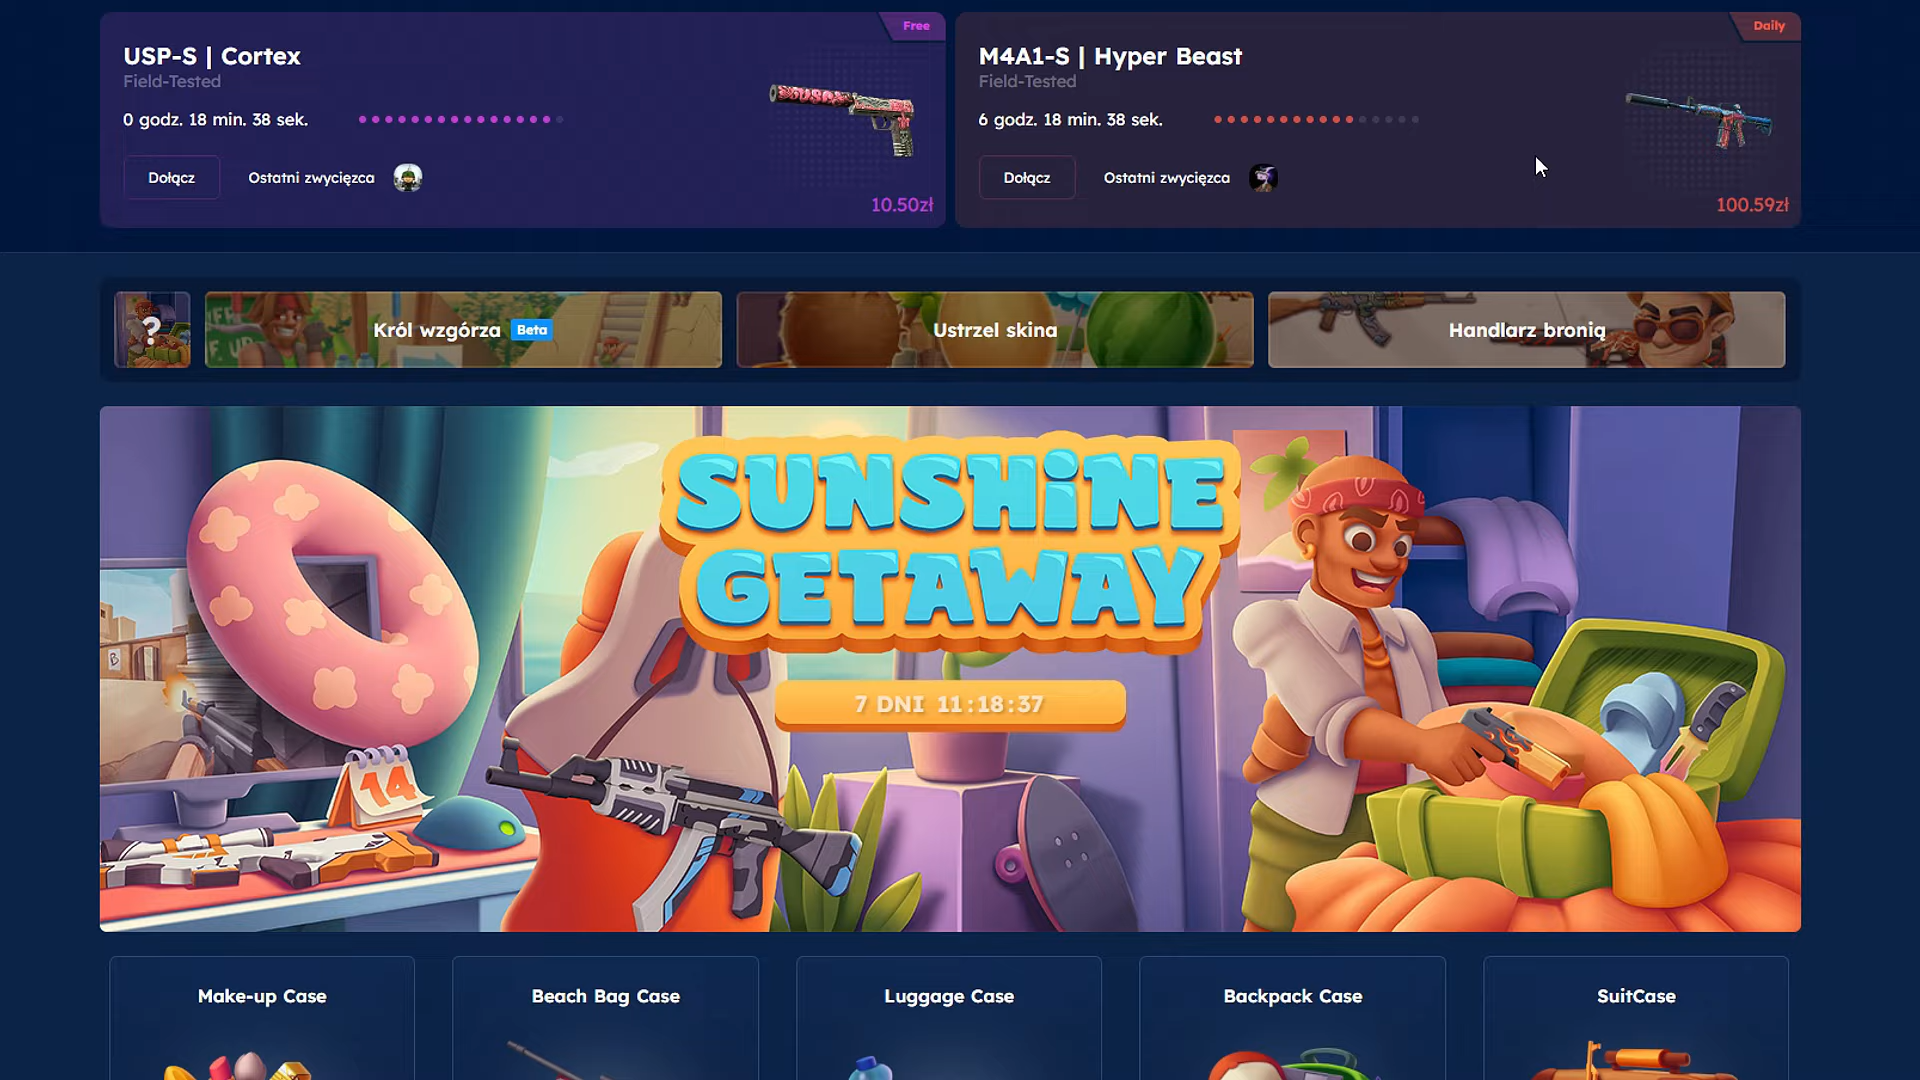 Free
USP-S | Cortex
Field-Tested
0 godz. 18 min. 38 sek.
Dołącz
Ostatni zwycięzca
10.50zł
Daily
M4A1-S | Hyper Beast
Field-Tested
6 godz. 18 min. 38 sek.
Dołącz
Ostatni zwycięzca
100.59zł
?
Król wzgórza Beta
Ustrzel skina
Handlarz bronią
SUNSHiNE
GETAWAY
7 DNI 11:18:37
B
14
Make-up Case
Beach Bag Case
Luggage Case
Backpack Case
SuitCase